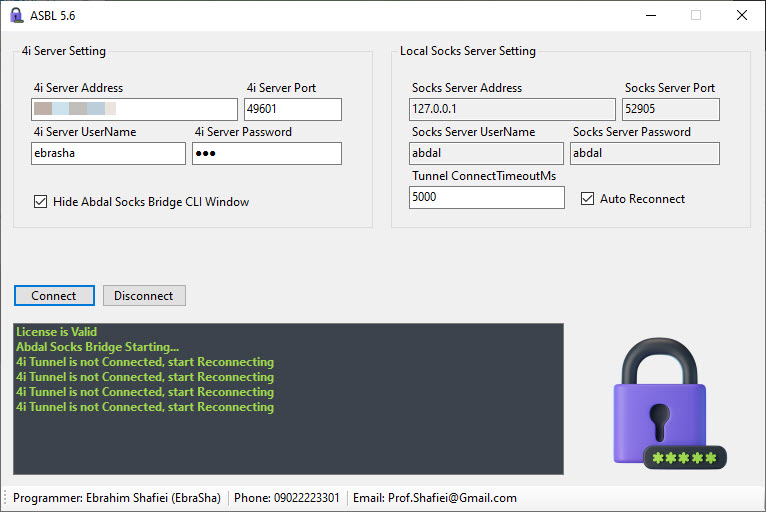 ASBL 5.6
4i Server Setting
4i Server Address
4i Server Port
49601
4i Server UserName
4i Server Password
ebrasha
●●●
Hide Abdal Socks Bridge CLI Window
Local Socks Server Setting
Socks Server Address
Socks Server Port
127.0.0.1
52905
Socks Server UserName
Socks Server Password
abdal
abdal
Tunnel ConnectTimeoutMs
5000
Auto Reconnect
Connect
Disconnect
License is Valid
Abdal Socks Bridge Starting...
4i Tunnel is not Connected, start Reconnecting
4i Tunnel is not Connected, start Reconnecting
4i Tunnel is not Connected, start Reconnecting
4i Tunnel is not Connected, start Reconnecting
Programmer: Ebrahim Shafiei (EbraSha)
Phone: 09022223301
Email: Prof.Shafiei@Gmail.com